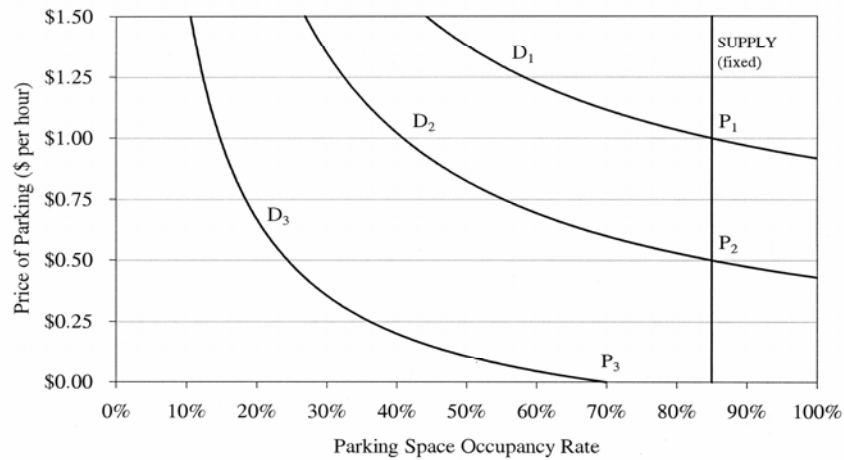 $1.50
$1.25
$1.00
$0.75
$0.50
$0.25
$0.00
Price of Parking ($ per hour)
D1
D2
D3
SUPPLY
(fixed)
P1
P2
P3
0% 10% 20% 30% 40% 50% 60% 70% 80% 90% 100%
Parking Space Occupancy Rate